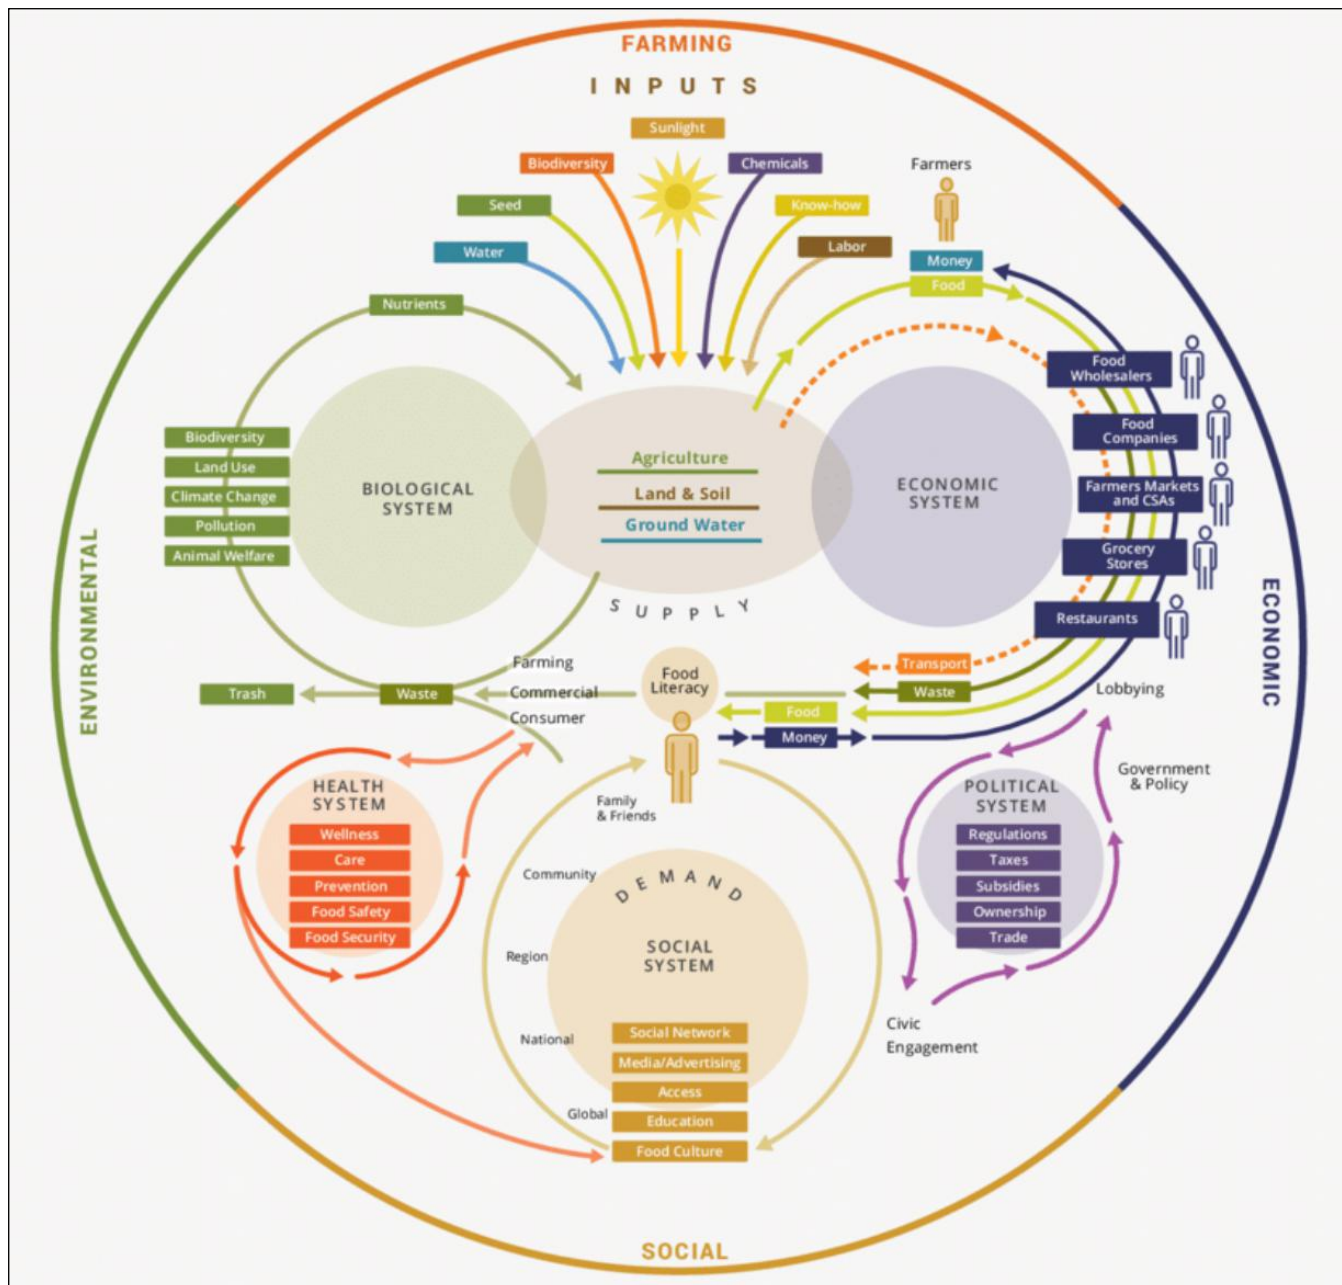 FARMING
INPUTS
Sunlight
Biodiversity
Chemicals
Farmers
Seed
Know-how
Water
Labor
Money
Food
Nutrients
Food
Wholesalers
Food
Companies
Farmers Markets
and CSAs
Grocery
Stores
Restaurants
Biodiversity
Land Use
Climate Change
Pollution
Animal Welfare
BIOLOGICAL
SYSTEM
Agriculture
Land & Soil
Ground Water
ECONOMIC
SYSTEM
SUPPLY
ENVIRONMENTAL
ECONOMIC
Farming
Commercial
Consumer
Food
Literacy
Transport
Waste
Food
Money
Lobbying
Trash
Waste
HEALTH
SYSTEM
Wellness
Care
Prevention
Food Safety
Food Security
Family
& Friends
Community
Region
National
Global
DEMAND
SOCIAL
SYSTEM
Social Network
Media/Advertising
Access
Education
Food Culture
POLITICAL
SYSTEM
Regulations
Taxes
Subsidies
Ownership
Trade
Government
& Policy
Civic
Engagement
SOCIAL